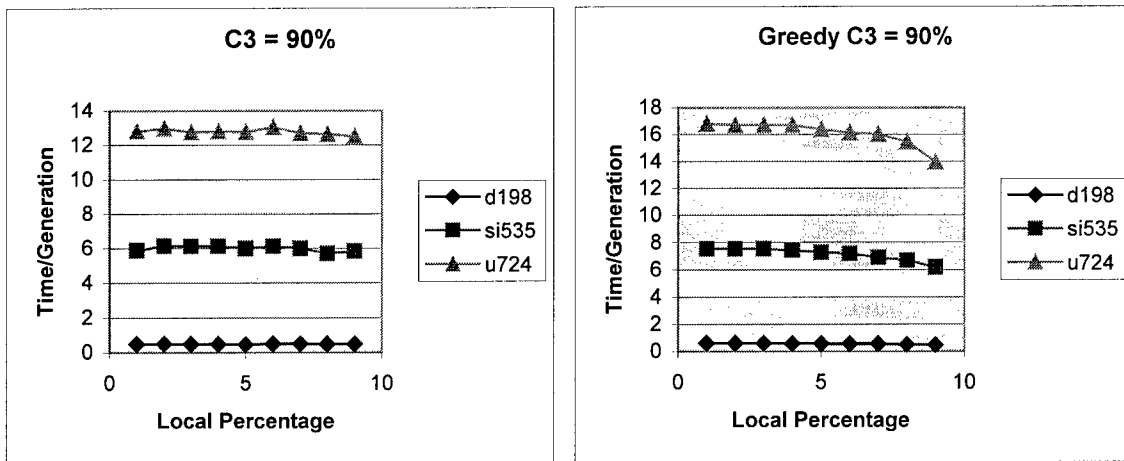 C3 = 90%
Time/Generation
14
12
10
8
6
4
2
0
0
5
10
Local Percentage
d198
si535
u724
Greedy C3 = 90%
Time/Generation
18
16
14
12
10
8
6
4
2
0
0
5
10
Local Percentage
d198
si535
u724